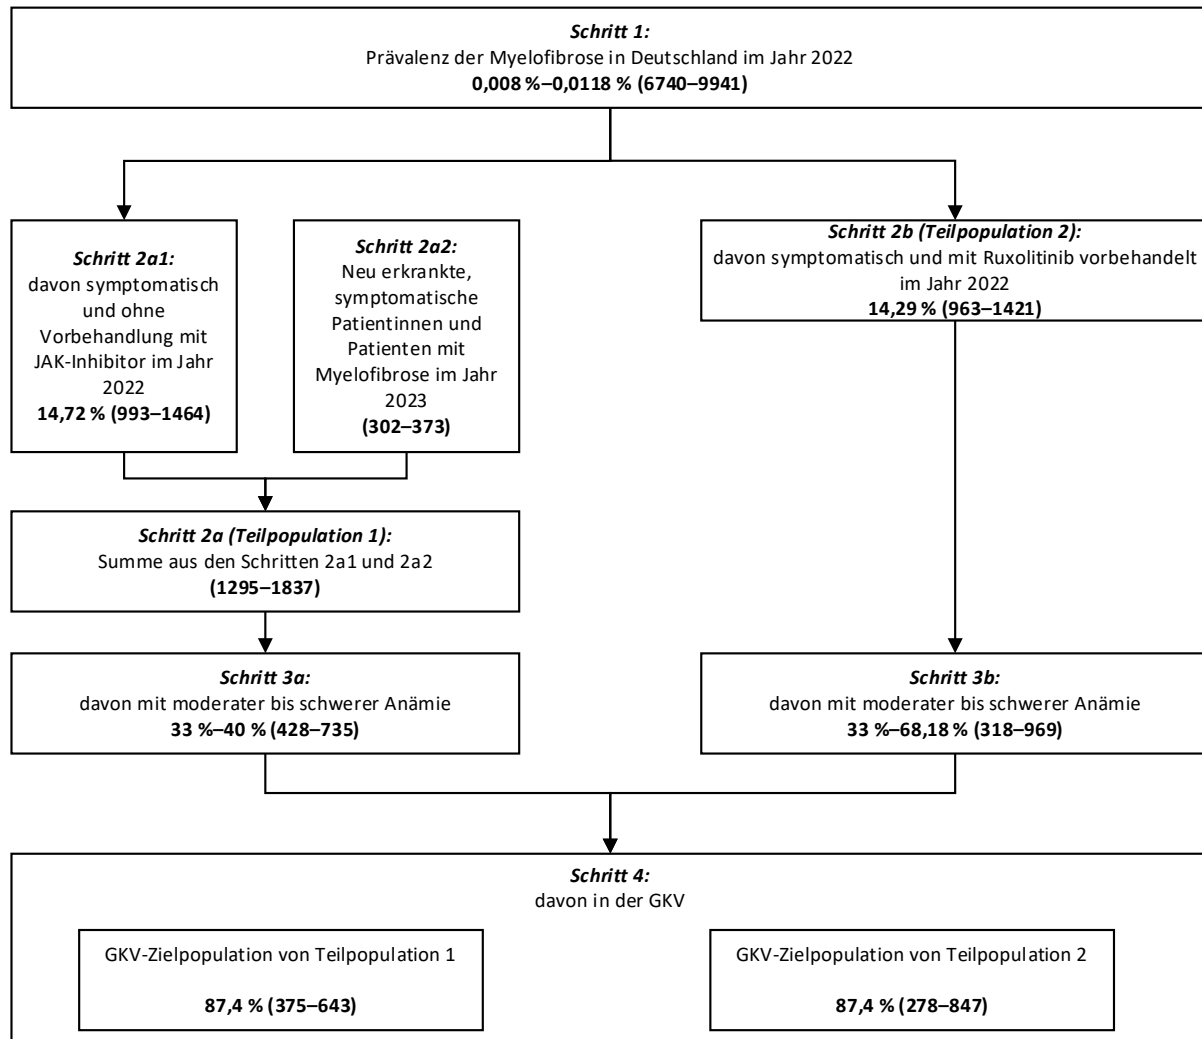 Schritt 1:
Prävalenz der Myelofibrose in Deutschland im Jahr 2022
0,008 %–0,0118 % (6740–9941)
Schritt 2a1:
davon symptomatisch
und ohne
Vorbehandlung mit
JAK-Inhibitor im Jahr
2022
14,72 % (993–1464)
Schritt 2a2:
Neu erkrankte,
symptomatische
Patientinnen und
Patienten mit
Myelofibrose im Jahr
2023
(302–373)
Schritt 2b (Teilpopulation 2):
davon symptomatisch und mit Ruxolitinib vorbehandelt
im Jahr 2022
14,29 % (963–1421)
Schritt 2a (Teilpopulation 1):
Summe aus den Schritten 2a1 und 2a2
(1295–1837)
Schritt 3a:
davon mit moderater bis schwerer Anämie
33 %–40 % (428–735)
Schritt 3b:
davon mit moderater bis schwerer Anämie
33 %–68,18 % (318–969)
Schritt 4:
davon in der GKV
GKV-Zielpopulation von Teilpopulation 1
87,4 % (375–643)
GKV-Zielpopulation von Teilpopulation 2
87,4 % (278–847)